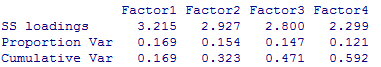 Factor1 Factor2 Factor3 Factor4
SS loadings 3.215 2.927 2.800 2.299
Proportion Var 0.169 0.154 0.147 0.121
Cumulative Var 0.169 0.323 0.471 0.592